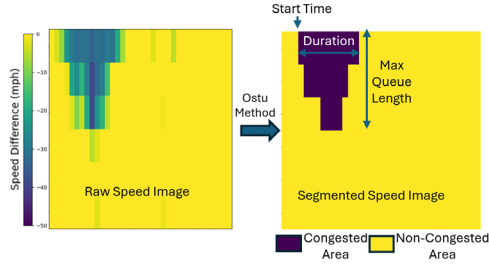 Start Time
0
−10
−20
−30
−40
−50
Speed Difference (mph)
Raw Speed Image
Ostu
Method
Duration
Max
Queue
Length
Segmented Speed Image
Congested
Area
Non-Congested
Area